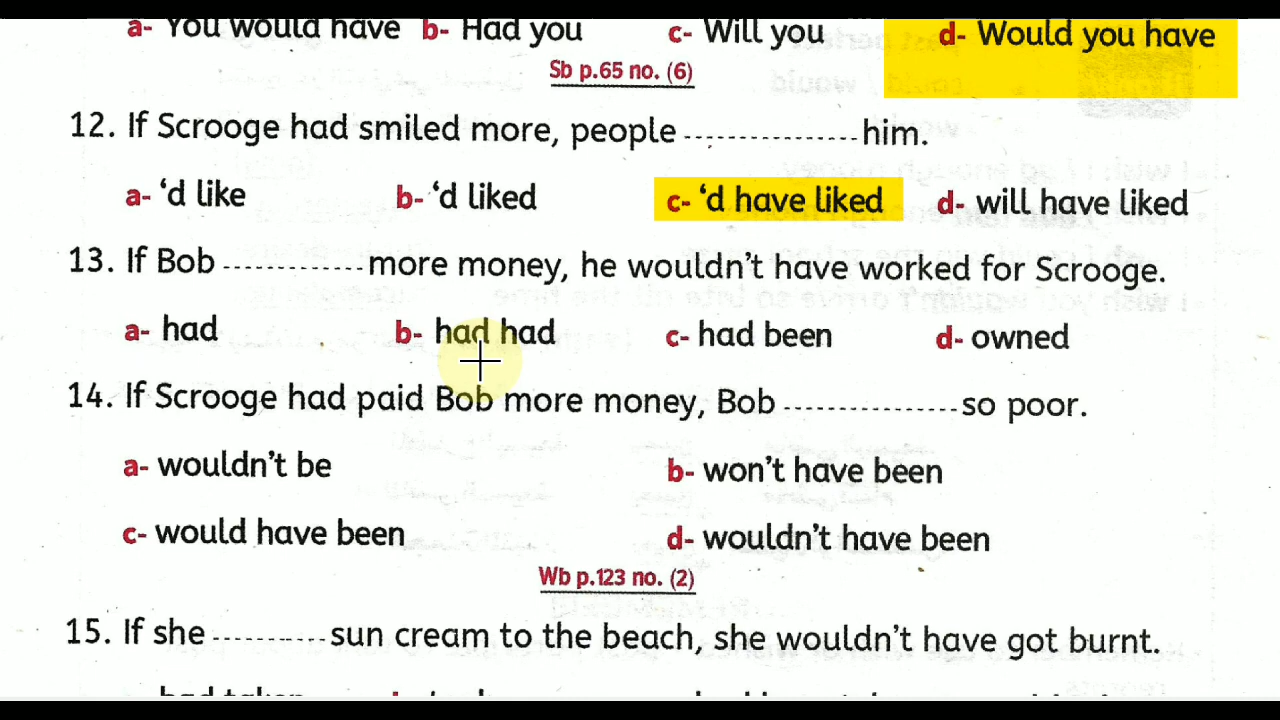 a- You would have b- Had you c- Will you d- Would you have
Sb p.65 no. (6)
12. If Scrooge had smiled more, people ................. him.
a- ‘d like b- ‘d liked c- ‘d have liked d- will have liked
13. If Bob ............. more money, he wouldn’t have worked for Scrooge.
a- had b- had had c- had been d- owned
14. If Scrooge had paid Bob more money, Bob ................. so poor.
a- wouldn’t be b- won’t have been
c- would have been d- wouldn’t have been
Wb p.123 no. (2)
15. If she ........... sun cream to the beach, she wouldn’t have got burnt.
had taken